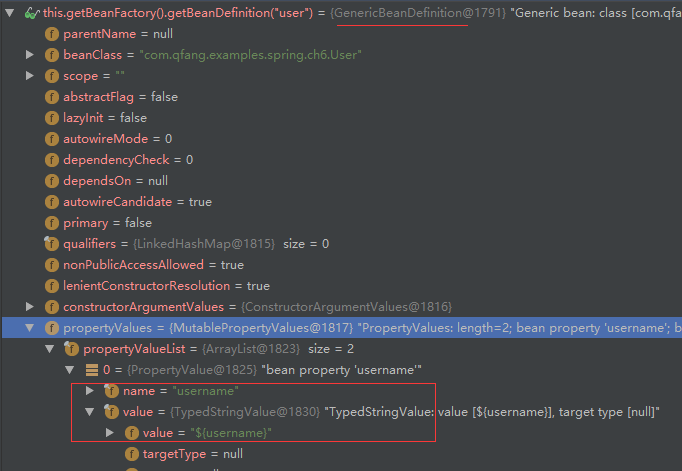 this.getBeanFactory().getBeanDefinition("user") = {GenericBeanDefinition@1791} "Generic bean: class [com.qfa
parentName = null
beanClass = "com.qfang.examples.spring.ch6.User"
scope = ""
abstractFlag = false
lazyInit = false
autowireMode = 0
dependencyCheck = 0
dependsOn = null
autowireCandidate = true
primary = false
qualifiers = {LinkedHashMap@1815} size = 0
nonPublicAccessAllowed = true
lenientConstructorResolution = true
constructorArgumentValues = {ConstructorArgumentValues@1816}
propertyValues = {MutablePropertyValues@1817} "PropertyValues: length=2; bean property 'username'; b
propertyValueList = {ArrayList@1823} size = 2
0 = {PropertyValue@1825} "bean property 'username'"
name = "username"
value = {TypedStringValue@1830} "TypedStringValue: value [${username}], target type [null]"
value = "${username}"
targetType = null